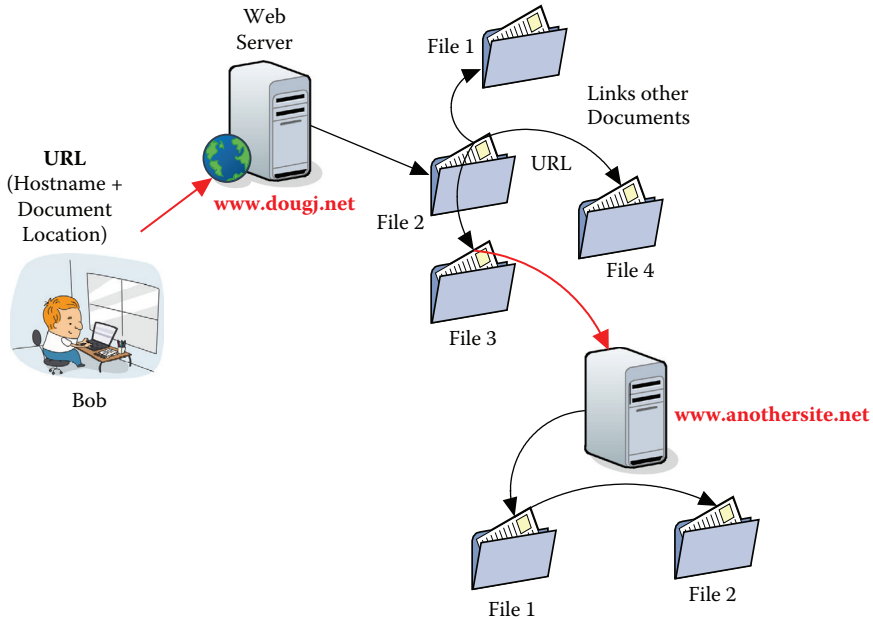 Web
Server
File 1
Links other
Documents
URL
(Hostname +
Document
Location)
URL
www.dougj.net
File 2
File 4
File 3
Bob
www.anothersite.net
File 1
File 2